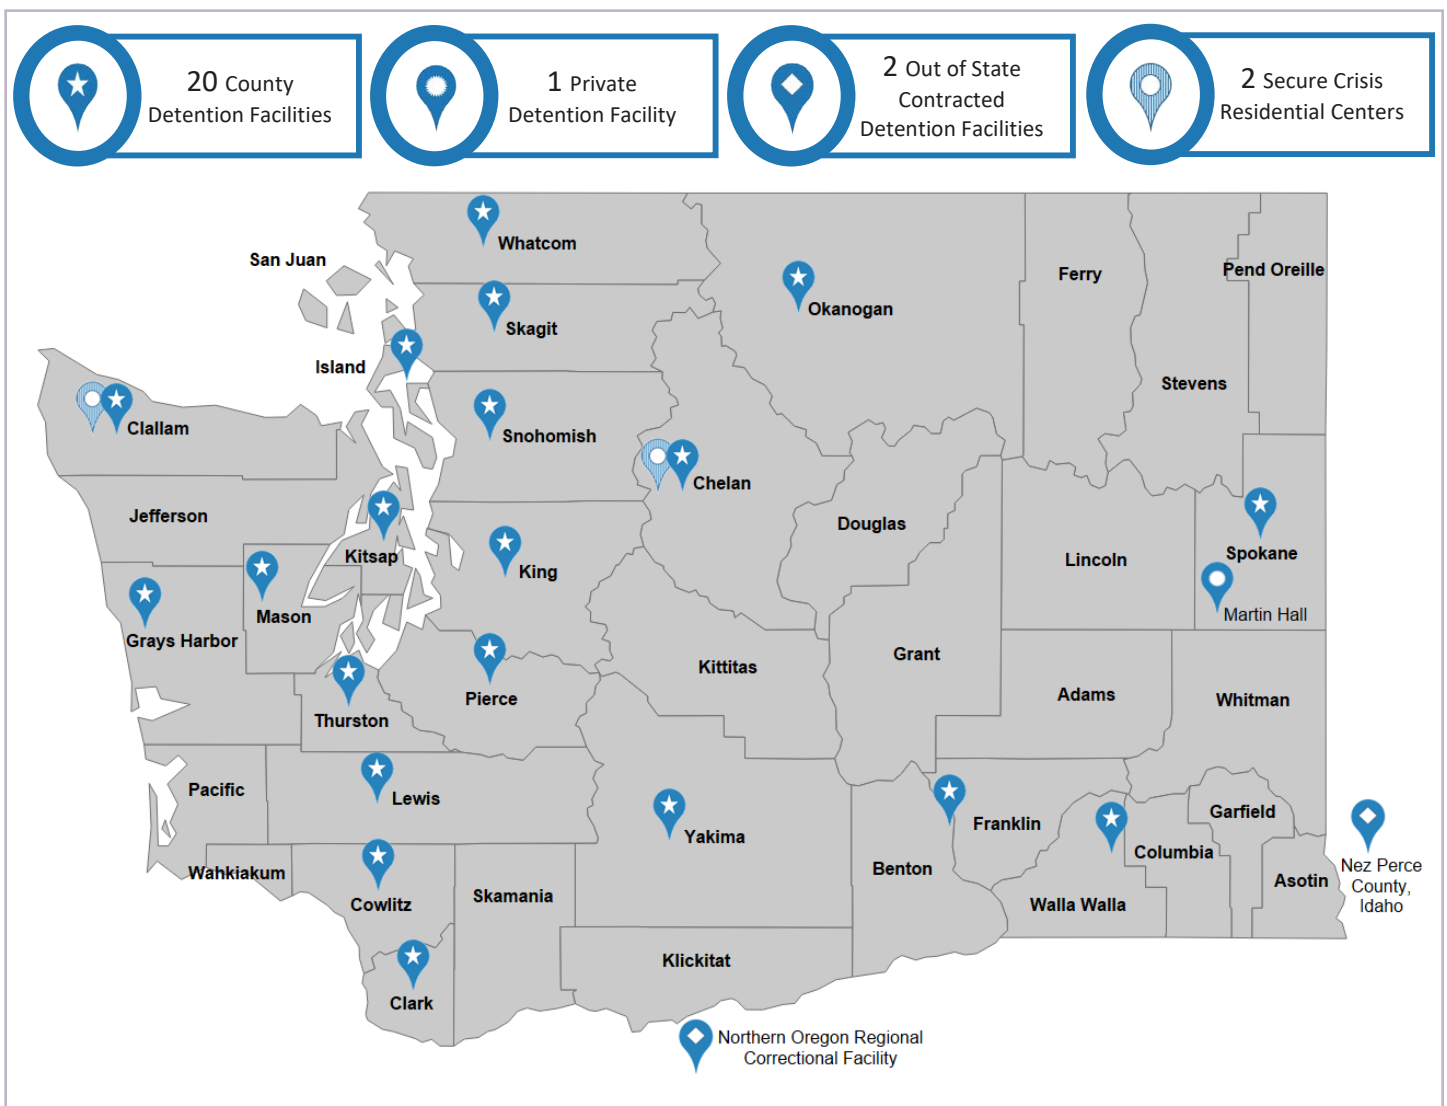 20 County
Detention Facilities
1 Private
Detention Facility
2 Out of State
Contracted
Detention Facilities
2 Secure Crisis
Residential Centers
Whatcom
San Juan
Ferry
Pend Oreille
Okanogan
Skagit
Island
Stevens
Clallam
Snohomish
Chelan
Jefferson
Douglas
Kitsap
Spokane
Lincoln
King
Mason
Martin Hall
Grays Harbor
Grant
Kittitas
Adams
Pierce
Whitman
Thurston
Pacific
Lewis
Garfield
Franklin
Yakima
Columbia
Nez Perce
County,
Idaho
Benton
Wahkiakum
Asotin
Skamania
Cowlitz
Walla Walla
Klickitat
Clark
Northern Oregon Regional
Correctional Facility